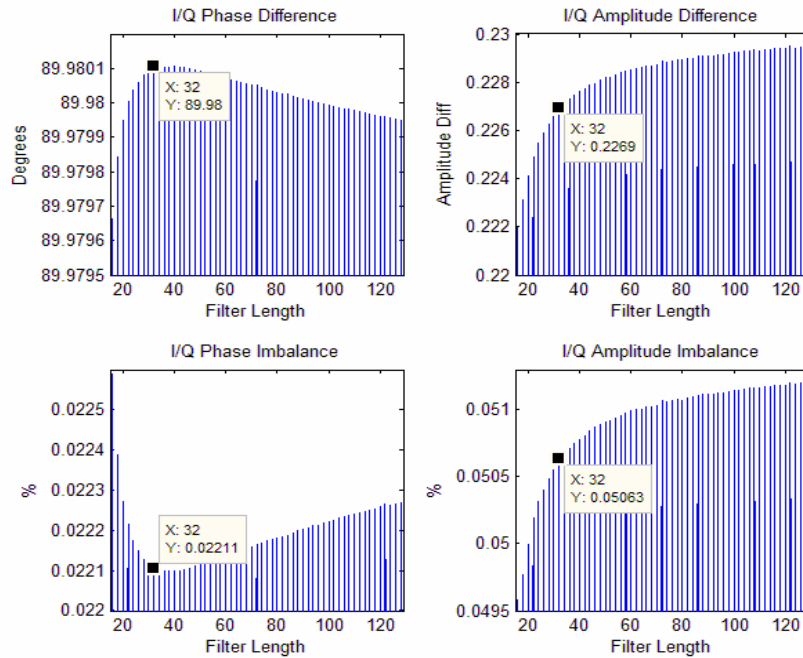 I/Q Phase Difference
89.9801
89.98
89.9799
89.9798
89.9797
89.9796
89.9795
Degrees
X: 32
Y: 89.98
20 40 60 80 100 120
Filter Length
I/Q Amplitude Difference
0.23
0.228
0.226
0.224
0.222
0.22
Amplitude Diff
X: 32
Y: 0.2269
20 40 60 80 100 120
Filter Length
I/Q Phase Imbalance
0.0225
0.0224
0.0223
0.0222
0.0221
0.022
%
X: 32
Y: 0.02211
20 40 60 80 100 120
Filter Length
I/Q Amplitude Imbalance
0.051
0.0505
0.05
0.0495
%
X: 32
Y: 0.05063
20 40 60 80 100 120
Filter Length